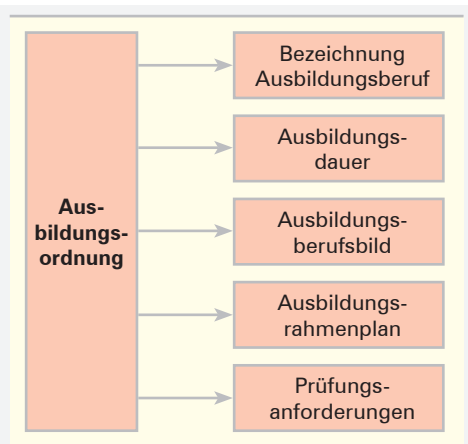 Aus-
bildungs-
ordnung
Bezeichnung
Ausbildungsberuf
Ausbildungs-
dauer
Ausbildungs-
berufsbild
Ausbildungs-
rahmenplan
Prüfungs-
anforderungen